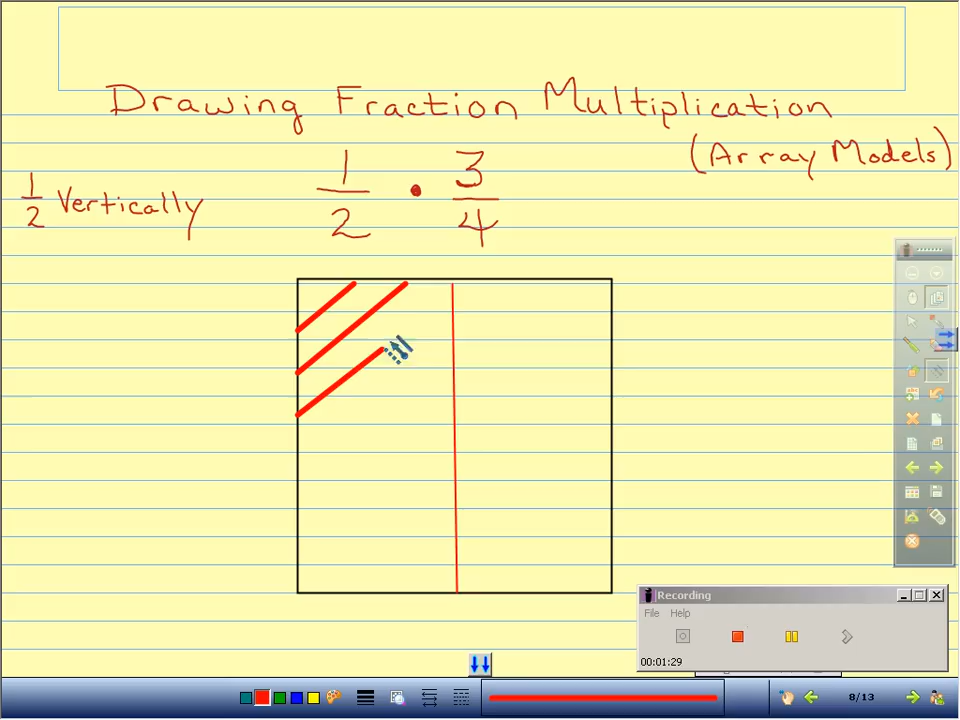 Drawing Fraction Multiplication
(Array Models)
1/2 Vertically
1/2 · 3/4
Recording
File Help
00:01:29
8/13